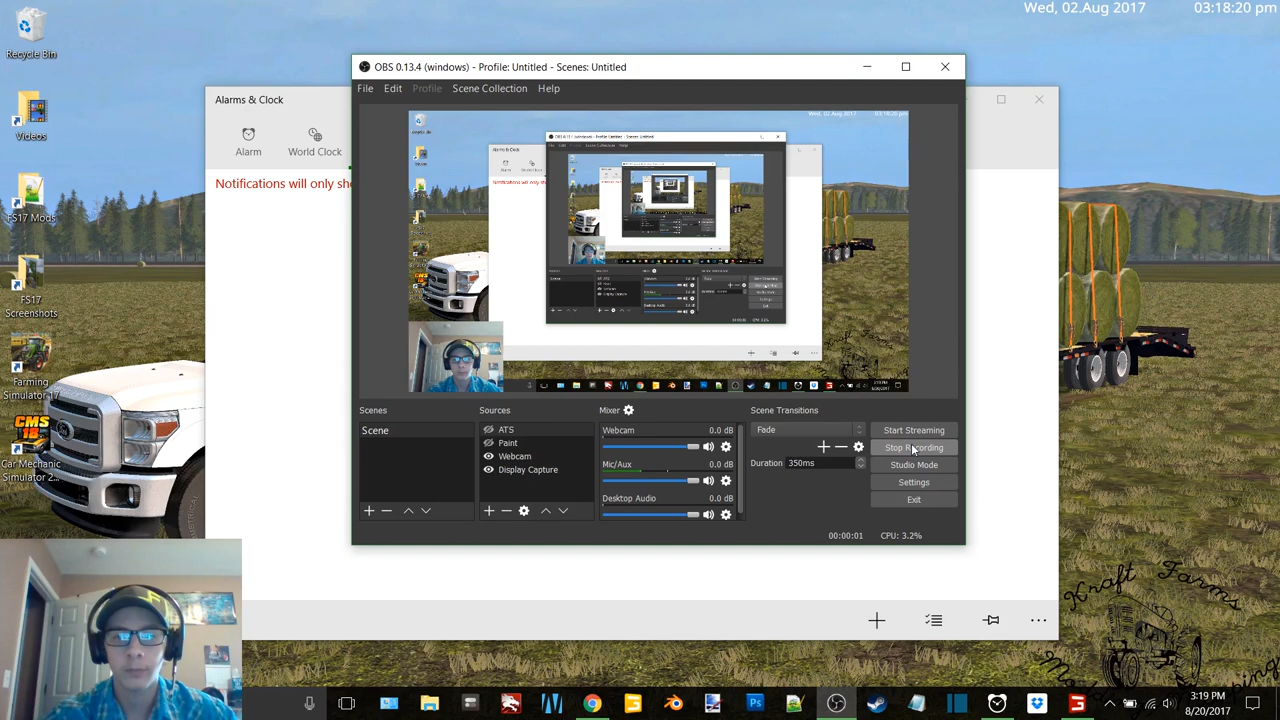 Wed, 02.Aug 2017 03:18:20 pm
Recycle Bin
Videos
FS17 Mods
FS17
Screenshots
Farming
Simulator 17
Car Mechanic
Simulator 2...
Alarms & Clock
Alarm
World Clock
Notifications will only sho
OBS 0.13.4 (windows) - Profile: Untitled - Scenes: Untitled
File Edit Profile Scene Collection Help
Scenes
Scene
Sources
ATS
Paint
Webcam
Display Capture
Mixer
Webcam 0.0 dB
Mic/Aux 0.0 dB
Desktop Audio 0.0 dB
Scene Transitions
Fade
Duration 350ms
Start Streaming
Stop Recording
Studio Mode
Settings
Exit
00:00:01 CPU: 3.2%
Kraft Farms
3:19 PM
8/20/2017